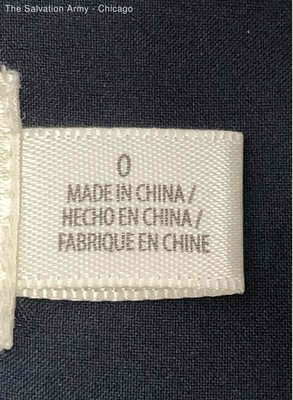 The Salvation Army - Chicago
0
MADE IN CHINA /
HECHO EN CHINA /
FABRIQUE EN CHINE